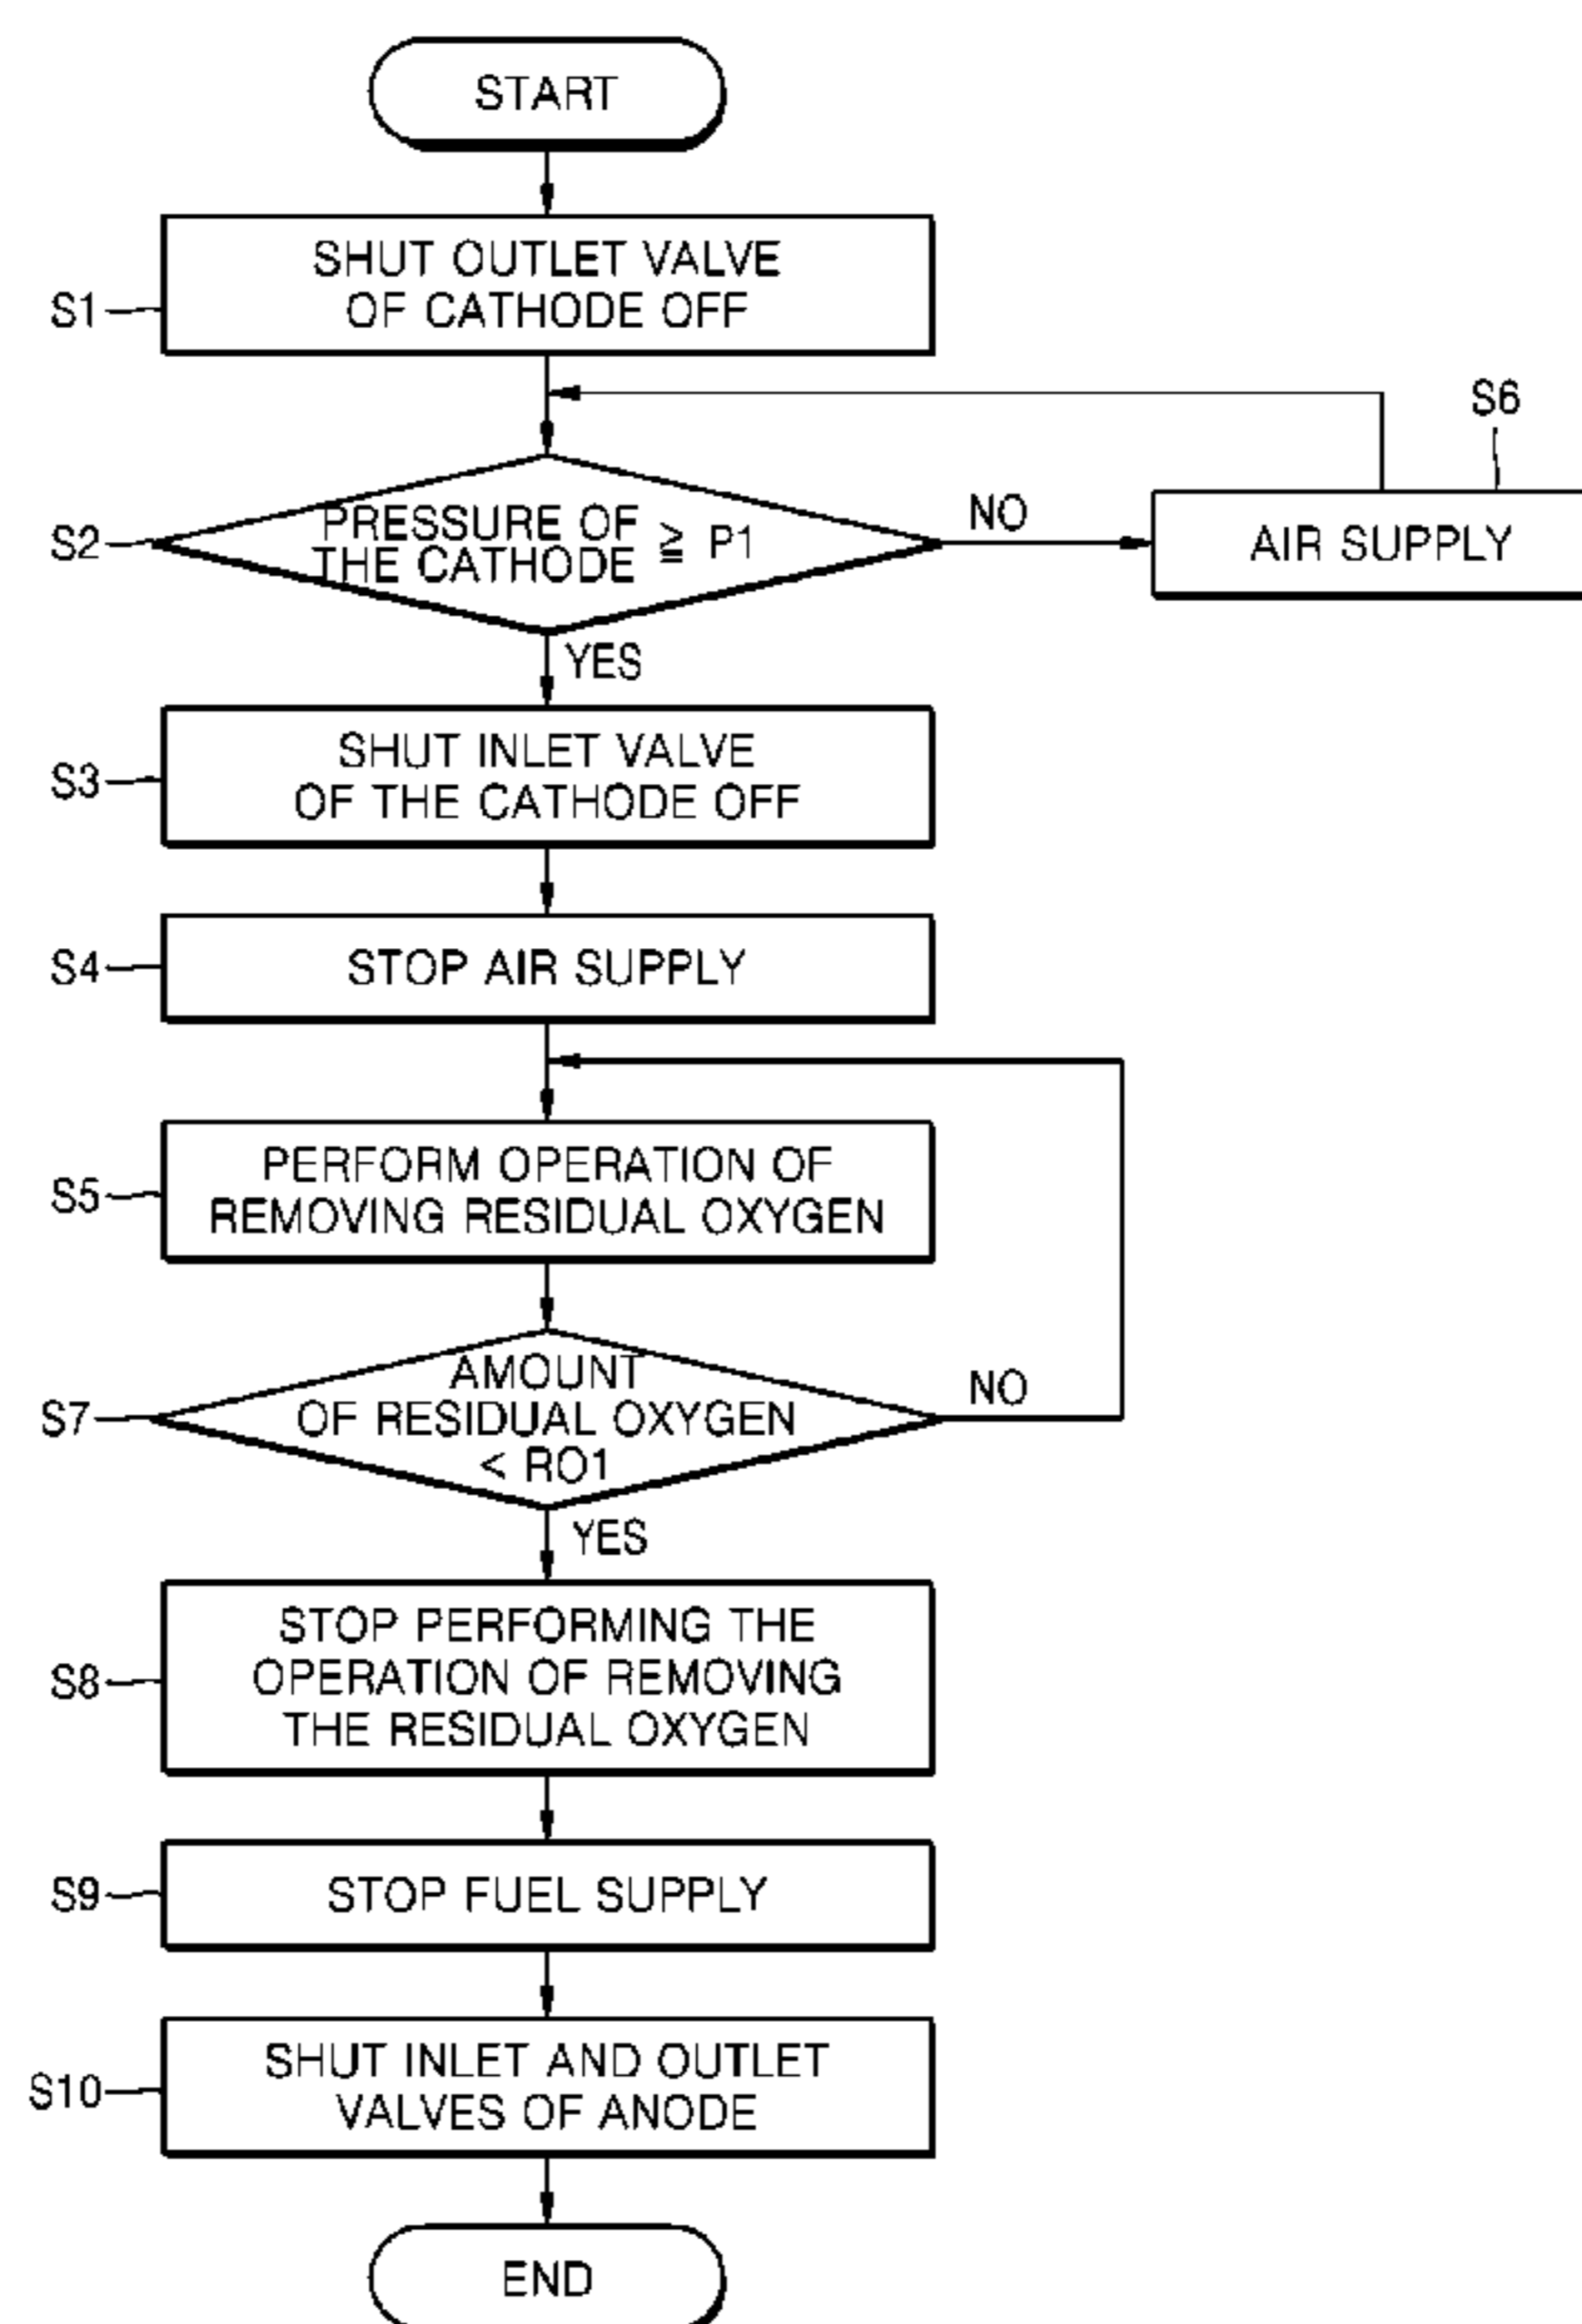 START
S1
SHUT OUTLET VALVE
OF CATHODE OFF
S2
PRESSURE OF
THE CATHODE ≧ P1
NO
S6
AIR SUPPLY
YES
S3
SHUT INLET VALVE
OF THE CATHODE OFF
S4
STOP AIR SUPPLY
S5
PERFORM OPERATION OF
REMOVING RESIDUAL OXYGEN
S7
AMOUNT
OF RESIDUAL OXYGEN
< RO1
NO
YES
S8
STOP PERFORMING THE
OPERATION OF REMOVING
THE RESIDUAL OXYGEN
S9
STOP FUEL SUPPLY
S10
SHUT INLET AND OUTLET
VALVES OF ANODE
END